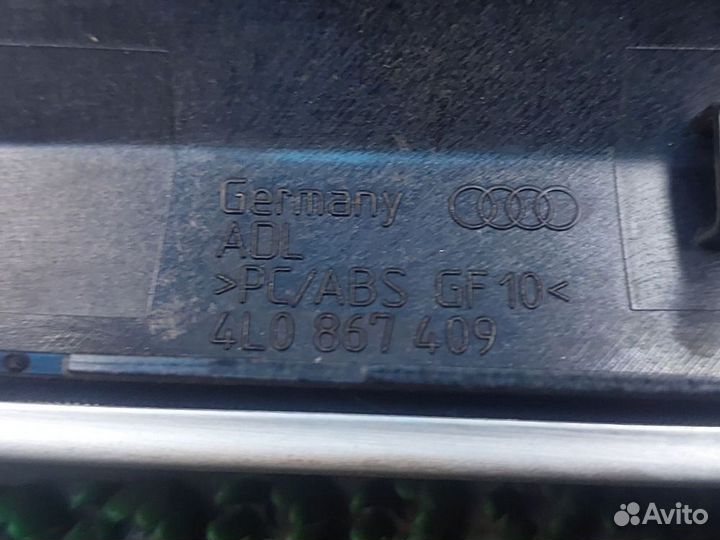 Germany
ADL
>PC/ABS GF10<
4L0 867 409
Avito